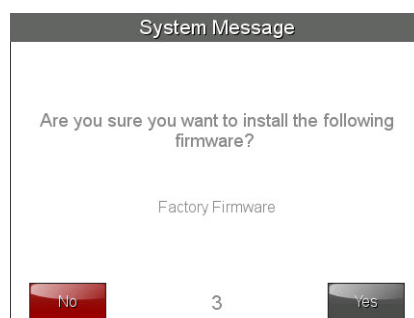 System Message
Are you sure you want to install the following
firmware?
Factory Firmware
No
3
Yes